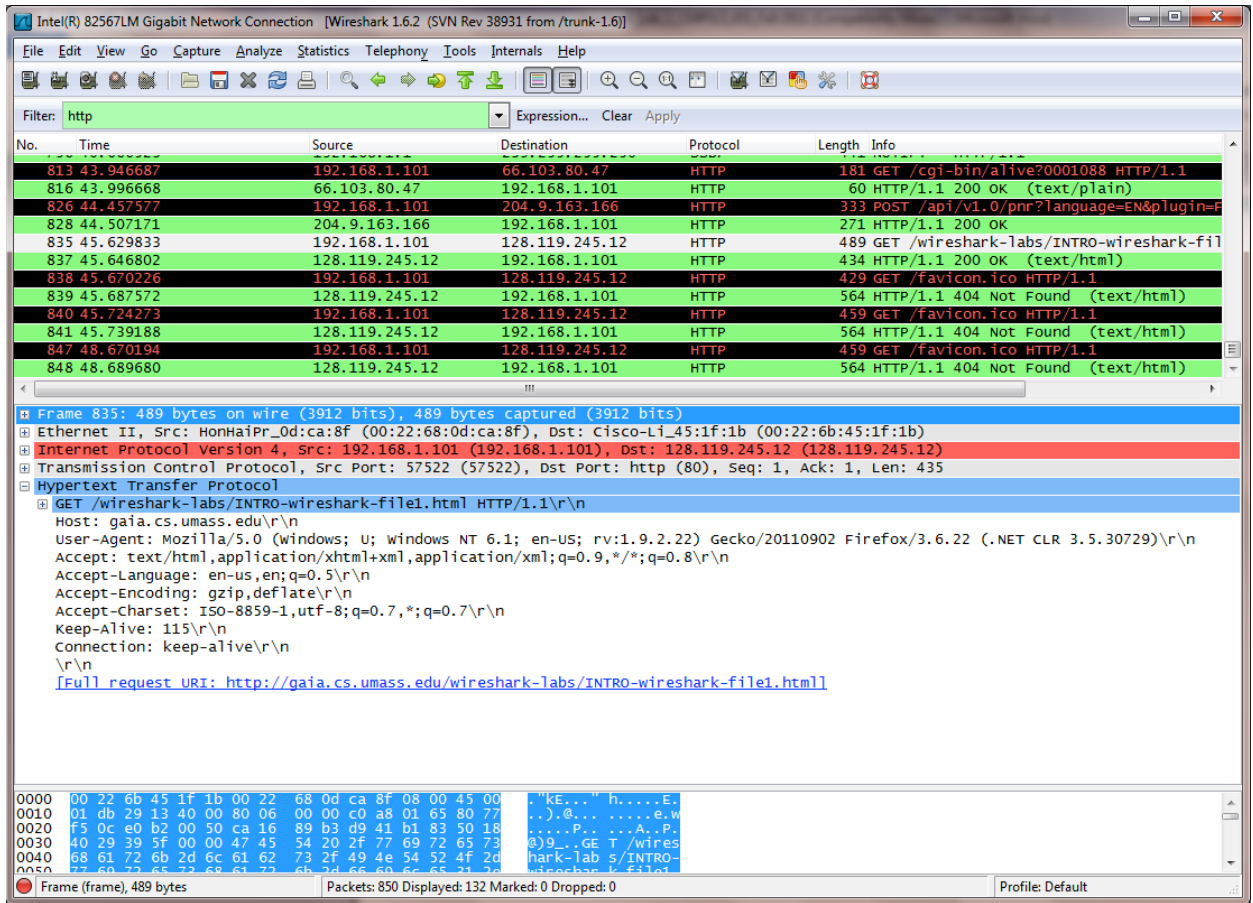 Intel(R) 82567LM Gigabit Network Connection [Wireshark 1.6.2 (SVN Rev 38931 from /trunk-1.6)]
File Edit View Go Capture Analyze Statistics Telephony Tools Internals Help
Filter: http Expression... Clear Apply
No. Time Source Destination Protocol Length Info
813 43.946687 192.168.1.101 66.103.80.47 HTTP 181 GET /cgi-bin/alive?0001088 HTTP/1.1
816 43.996668 66.103.80.47 192.168.1.101 HTTP 60 HTTP/1.1 200 OK (text/plain)
826 44.457577 192.168.1.101 204.9.163.166 HTTP 333 POST /api/v1.0/pnr?language=EN&plugin=F
828 44.507171 204.9.163.166 192.168.1.101 HTTP 271 HTTP/1.1 200 OK
835 45.629833 192.168.1.101 128.119.245.12 HTTP 489 GET /wireshark-labs/INTRO-wireshark-fil
837 45.646802 128.119.245.12 192.168.1.101 HTTP 434 HTTP/1.1 200 OK (text/html)
838 45.670226 192.168.1.101 128.119.245.12 HTTP 429 GET /favicon.ico HTTP/1.1
839 45.687572 128.119.245.12 192.168.1.101 HTTP 564 HTTP/1.1 404 Not Found (text/html)
840 45.724273 192.168.1.101 128.119.245.12 HTTP 459 GET /favicon.ico HTTP/1.1
841 45.739188 128.119.245.12 192.168.1.101 HTTP 564 HTTP/1.1 404 Not Found (text/html)
847 48.670194 192.168.1.101 128.119.245.12 HTTP 459 GET /favicon.ico HTTP/1.1
848 48.689680 128.119.245.12 192.168.1.101 HTTP 564 HTTP/1.1 404 Not Found (text/html)
Frame 835: 489 bytes on wire (3912 bits), 489 bytes captured (3912 bits)
Ethernet II, Src: HonHaiPr_0d:ca:8f (00:22:68:0d:ca:8f), Dst: Cisco-Li_45:1f:1b (00:22:6b:45:1f:1b)
Internet Protocol Version 4, Src: 192.168.1.101 (192.168.1.101), Dst: 128.119.245.12 (128.119.245.12)
Transmission Control Protocol, Src Port: 57522 (57522), Dst Port: http (80), Seq: 1, Ack: 1, Len: 435
Hypertext Transfer Protocol
GET /wireshark-labs/INTRO-wireshark-file1.html HTTP/1.1\r\n
Host: gaia.cs.umass.edu\r\n
User-Agent: Mozilla/5.0 (Windows; U; Windows NT 6.1; en-US; rv:1.9.2.22) Gecko/20110902 Firefox/3.6.22 (.NET CLR 3.5.30729)\r\n
Accept: text/html,application/xhtml+xml,application/xml;q=0.9,*/*;q=0.8\r\n
Accept-Language: en-us,en;q=0.5\r\n
Accept-Encoding: gzip,deflate\r\n
Accept-Charset: ISO-8859-1,utf-8;q=0.7,*;q=0.7\r\n
Keep-Alive: 115\r\n
Connection: keep-alive\r\n
\r\n
[Full request URI: http://gaia.cs.umass.edu/wireshark-labs/INTRO-wireshark-file1.html]
0000 00 22 6b 45 1f 1b 00 22 68 0d ca 8f 08 00 45 00 ."kE..." h.....E.
0010 01 db 29 13 40 00 80 06 00 00 c0 a8 01 65 80 77 ..).@... .....e.w
0020 f5 0c e0 b2 00 50 ca 16 89 b3 d9 41 b1 83 50 18 .....P.. ...A..P.
0030 40 29 39 5f 00 00 47 45 54 20 2f 77 69 72 65 73 @)9_..GE T /wires
0040 68 61 72 6b 2d 6c 61 62 73 2f 49 4e 54 52 4f 2d hark-lab s/INTRO-
0050 77 69 72 65 73 68 61 72 6b 2d 66 69 6c 65 31 2e wireshar k-file1.
Frame (frame), 489 bytes Packets: 850 Displayed: 132 Marked: 0 Dropped: 0 Profile: Default